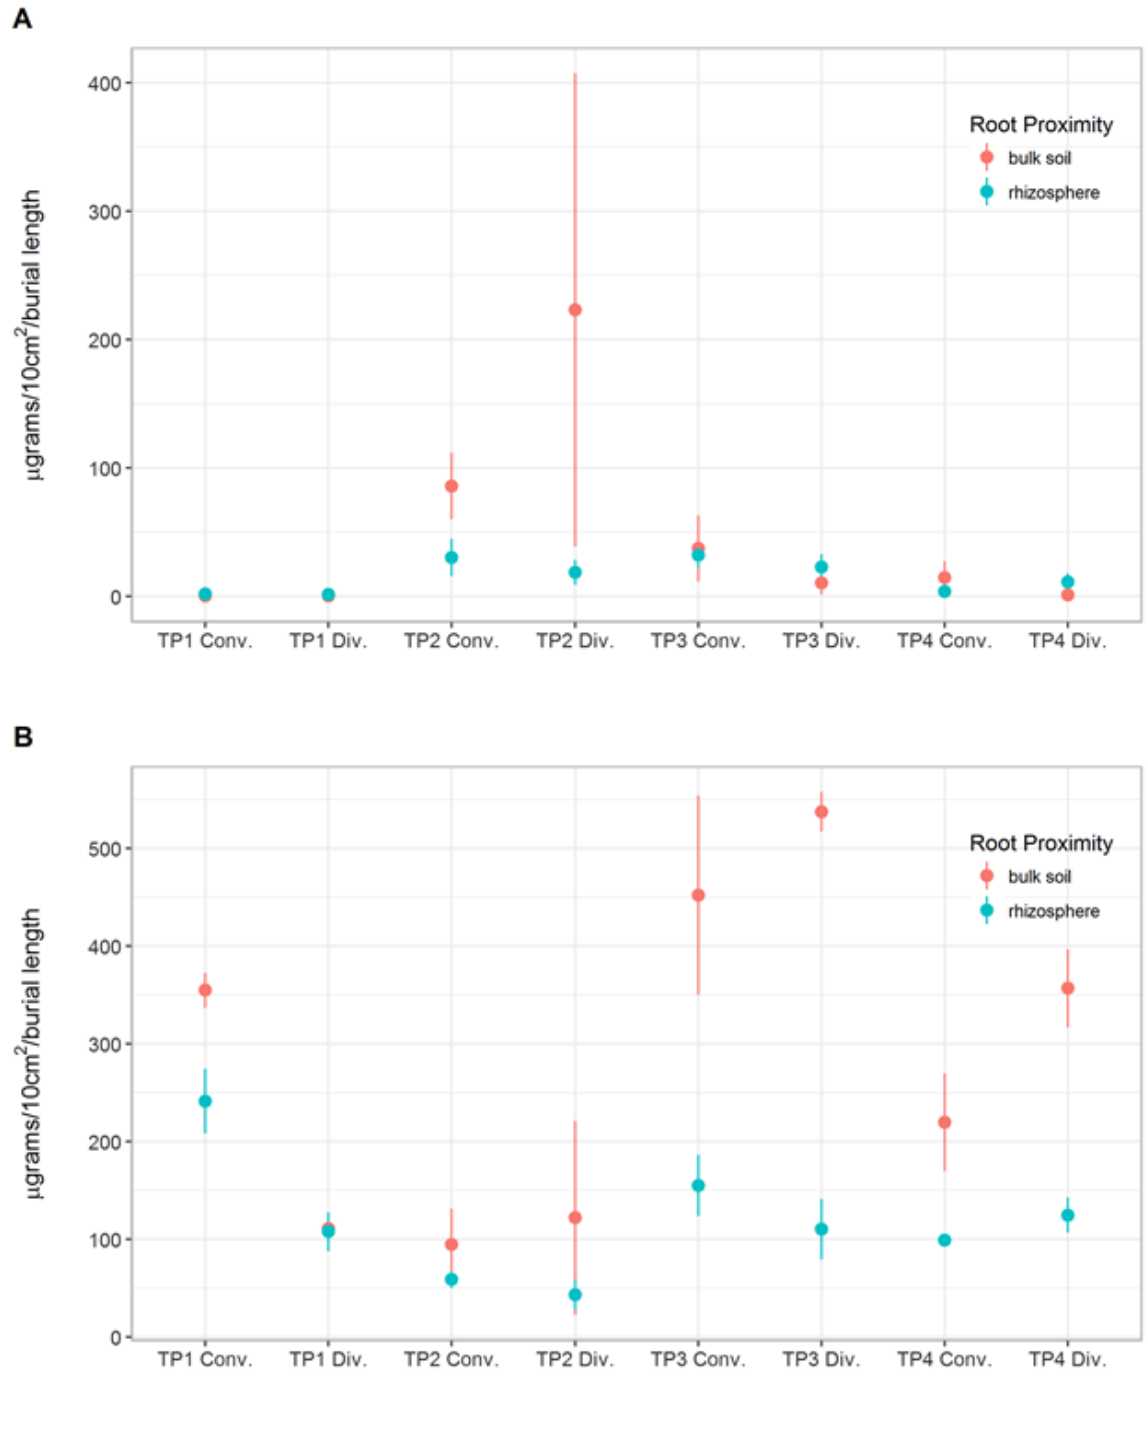 A
400
300
200
100
0
µgrams/10cm²/burial length
Root Proximity
bulk soil
rhizosphere
TP1 Conv. TP1 Div. TP2 Conv. TP2 Div. TP3 Conv. TP3 Div. TP4 Conv. TP4 Div.
B
500
400
300
200
100
0
µgrams/10cm²/burial length
Root Proximity
bulk soil
rhizosphere
TP1 Conv. TP1 Div. TP2 Conv. TP2 Div. TP3 Conv. TP3 Div. TP4 Conv. TP4 Div.